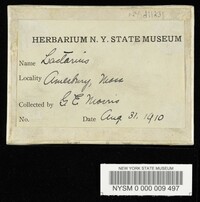 HERBARIUM N. Y. STATE MUSEUM
Name Lactarius
Locality Amesbury, Mass
Collected by G E Morris
No. Date Aug 31, 1910
NEW YORK STATE MUSEUM
NYSM 0 000 009 497